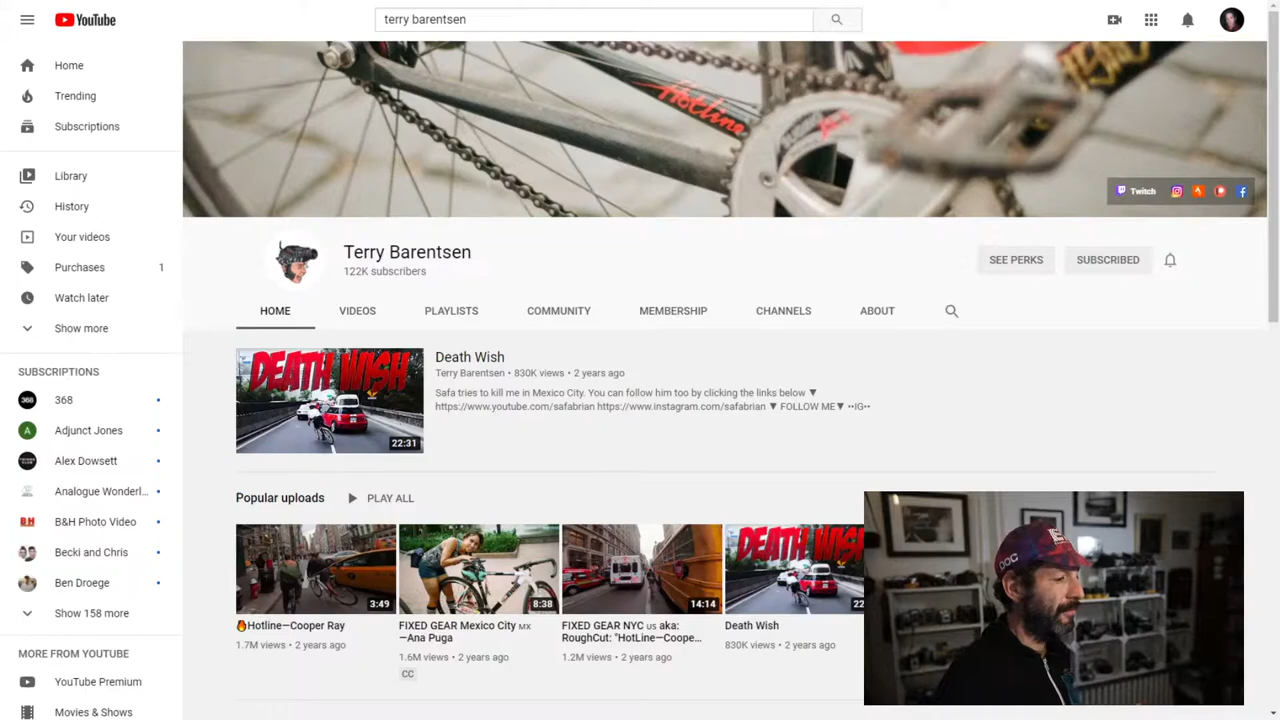 YouTube
terry barentsen
Home
Trending
Subscriptions
Library
History
Your videos
Purchases 1
Watch later
Show more
SUBSCRIPTIONS
368
Adjunct Jones
Alex Dowsett
Analogue Wonderl...
B&H Photo Video
Becki and Chris
Ben Droege
Show 158 more
MORE FROM YOUTUBE
YouTube Premium
Movies & Shows
Hotline
Twitch
Terry Barentsen
122K subscribers
SEE PERKS
SUBSCRIBED
HOME VIDEOS PLAYLISTS COMMUNITY MEMBERSHIP CHANNELS ABOUT
DEATH WISH
22:31
Death Wish
Terry Barentsen • 830K views • 2 years ago
Safa tries to kill me in Mexico City. You can follow him too by clicking the links below ▼
https://www.youtube.com/safabrian https://www.instagram.com/safabrian ▼ FOLLOW ME▼ ••IG••
Popular uploads
PLAY ALL
3:49
🔥Hotline—Cooper Ray
1.7M views • 2 years ago
8:38
FIXED GEAR Mexico City MX
—Ana Puga
1.6M views • 2 years ago
CC
14:14
FIXED GEAR NYC US aka:
RoughCut: "HotLine—Coope...
1.2M views • 2 years ago
DEATH WISH
22
Death Wish
830K views • 2 years ago
DOG